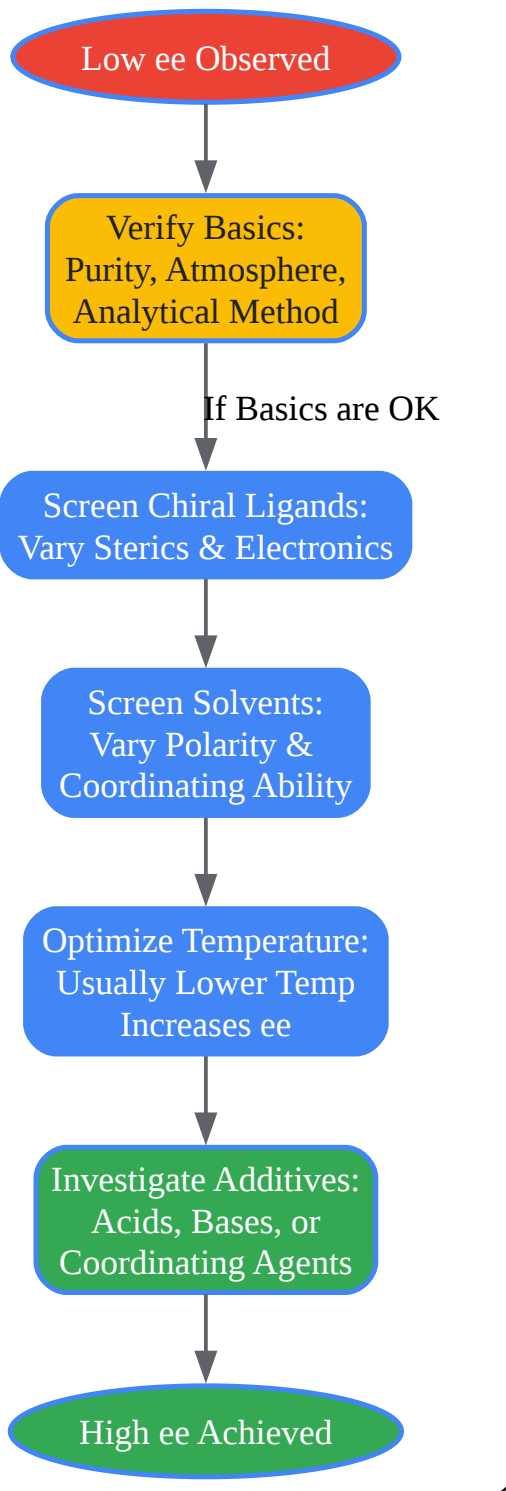 Low ee Observed
Verify Basics:
Purity, Atmosphere,
Analytical Method
If Basics are OK
Screen Chiral Ligands:
Vary Sterics & Electronics
Screen Solvents:
Vary Polarity &
Coordinating Ability
Optimize Temperature:
Usually Lower Temp
Increases ee
Investigate Additives:
Acids, Bases, or
Coordinating Agents
High ee Achieved